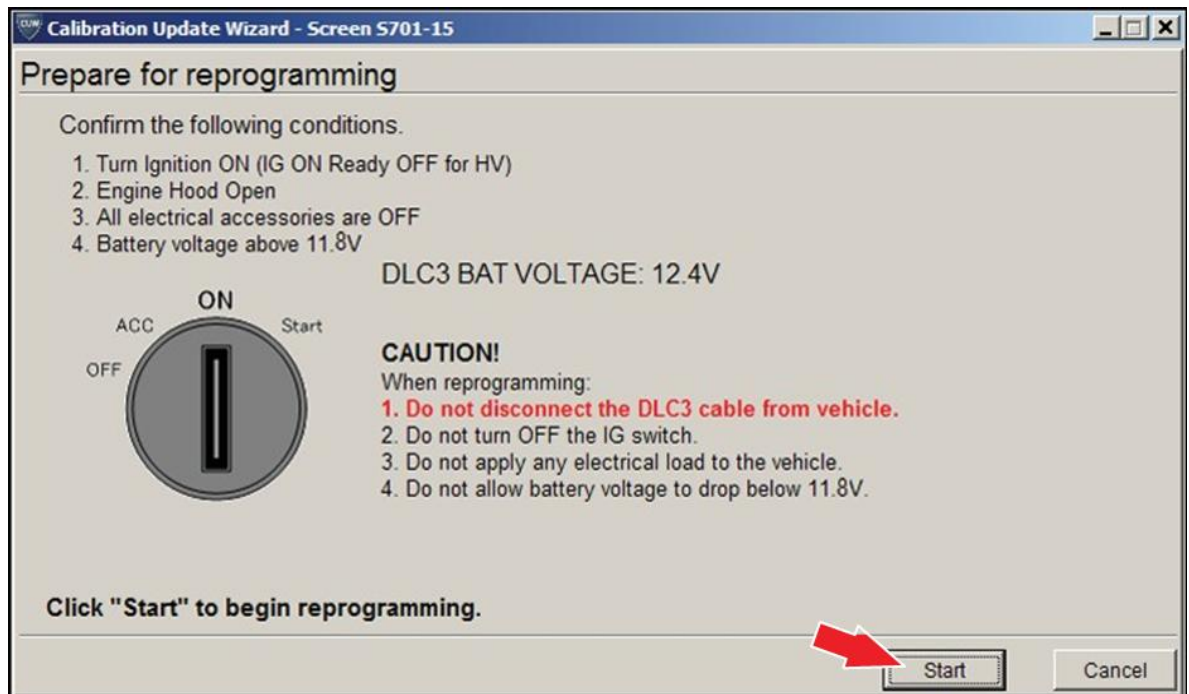 CUW Calibration Update Wizard - Screen S701-15
Prepare for reprogramming
Confirm the following conditions.
1. Turn Ignition ON (IG ON Ready OFF for HV)
2. Engine Hood Open
3. All electrical accessories are OFF
4. Battery voltage above 11.8V
DLC3 BAT VOLTAGE: 12.4V
ON
ACC
Start
OFF
CAUTION!
When reprogramming:
1. Do not disconnect the DLC3 cable from vehicle.
2. Do not turn OFF the IG switch.
3. Do not apply any electrical load to the vehicle.
4. Do not allow battery voltage to drop below 11.8V.
Click "Start" to begin reprogramming.
Start
Cancel